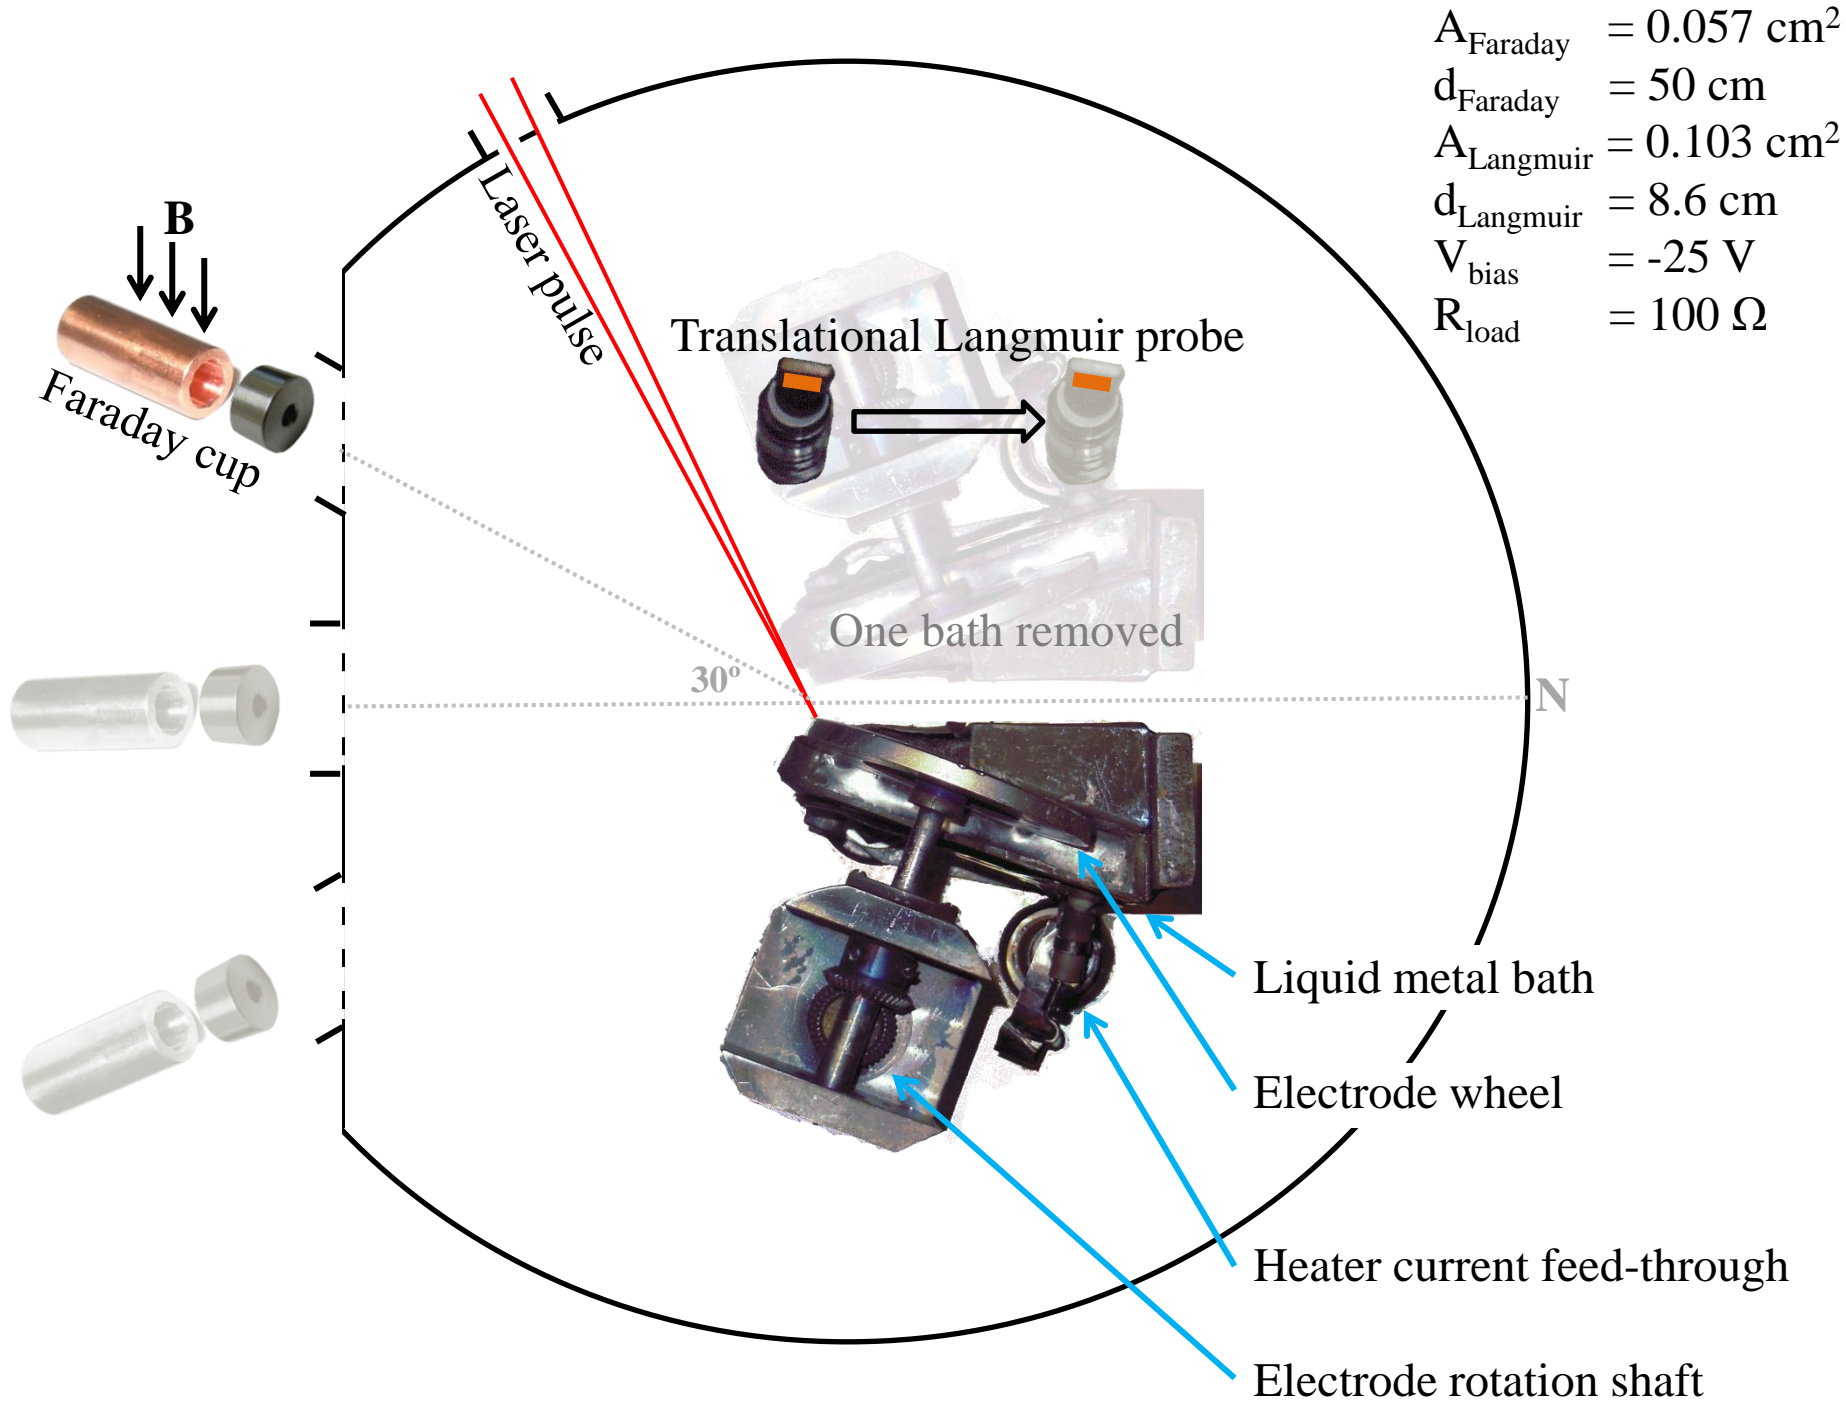 A_Faraday = 0.057 cm²
d_Faraday = 50 cm
A_Langmuir = 0.103 cm²
d_Langmuir = 8.6 cm
V_bias = -25 V
R_load = 100 Ω
Laser pulse
B
Faraday cup
Translational Langmuir probe
One bath removed
30º
N
Liquid metal bath
Electrode wheel
Heater current feed-through
Electrode rotation shaft